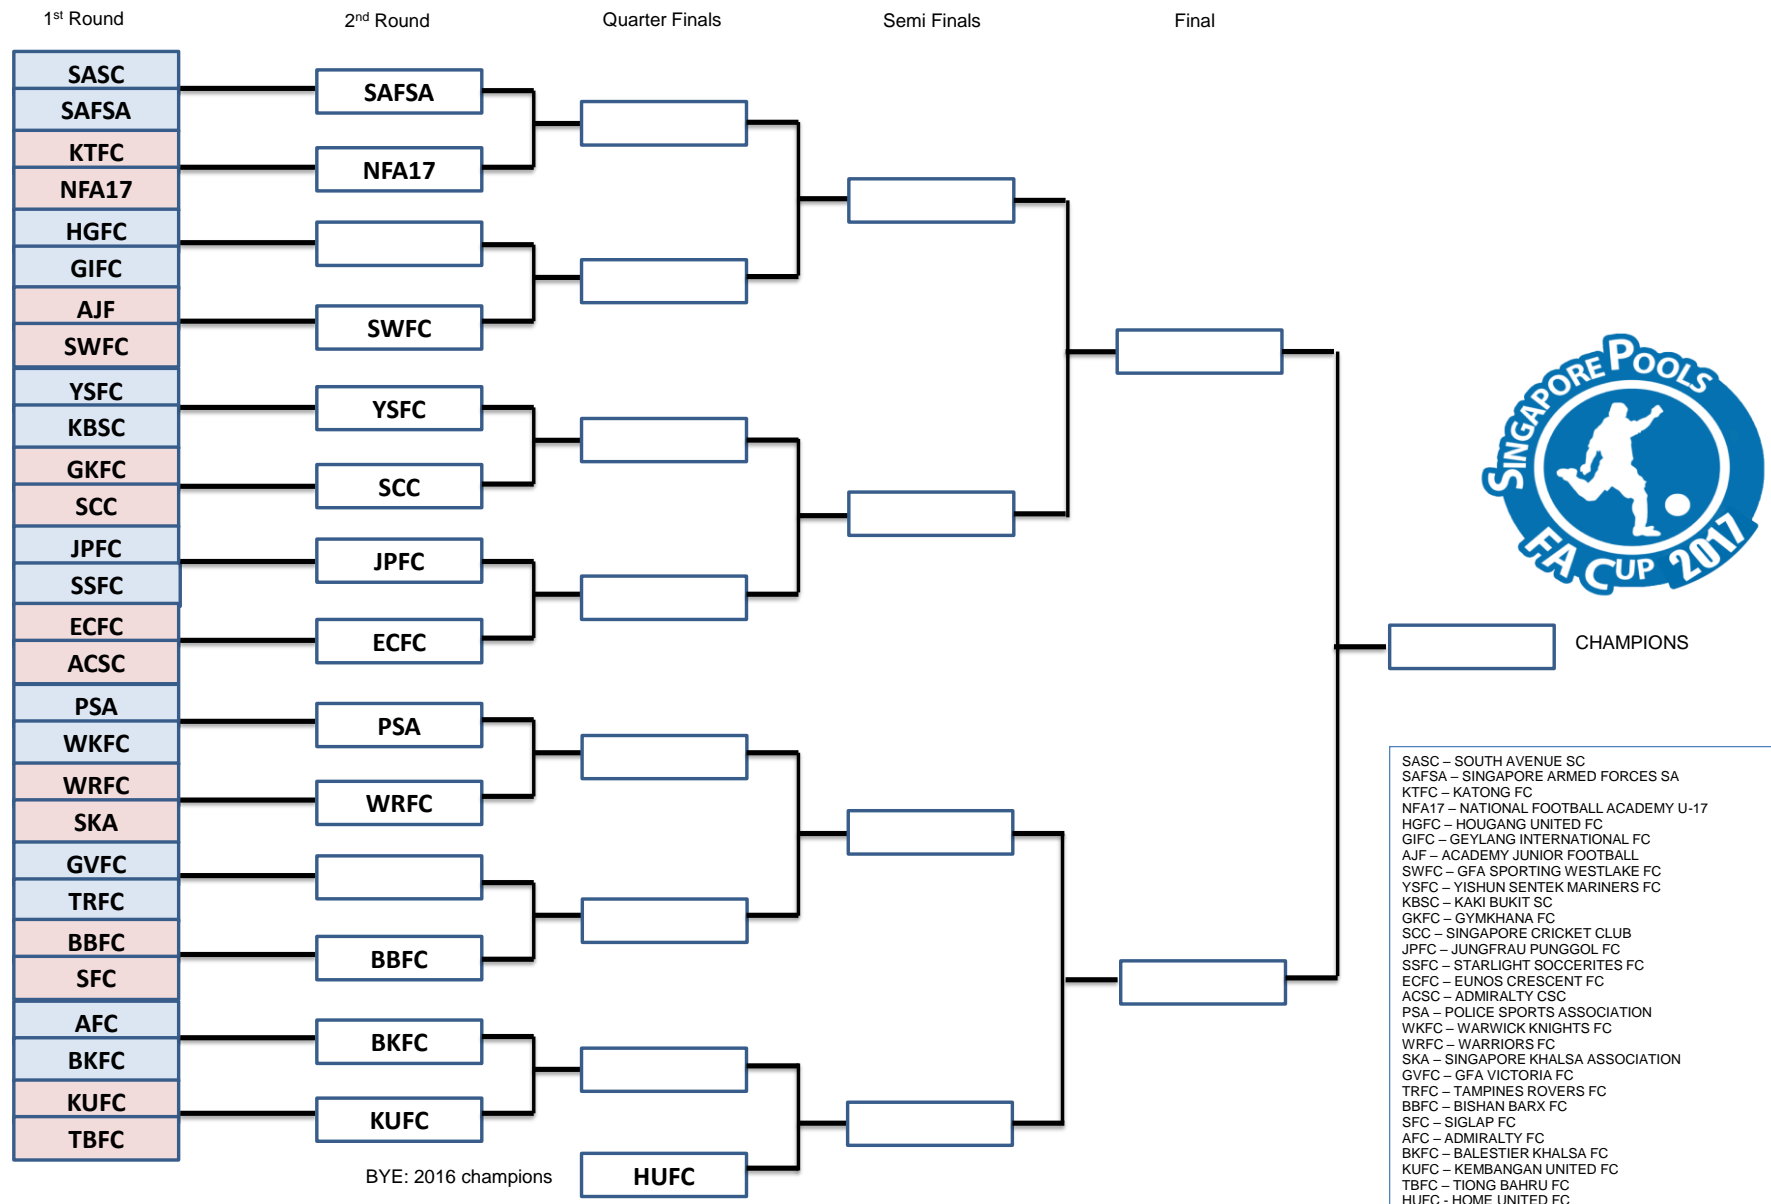 1st Round
2nd Round
Quarter Finals
Semi Finals
Final
SASC
SAFSA
KTFC
NFA17
HGFC
GIFC
AJF
SWFC
YSFC
KBSC
GKFC
SCC
JPFC
SSFC
ECFC
ACSC
PSA
WKFC
WRFC
SKA
GVFC
TRFC
BBFC
SFC
AFC
BKFC
KUFC
TBFC
SAFSA
NFA17
SWFC
YSFC
SCC
JPFC
ECFC
PSA
WRFC
BBFC
BKFC
KUFC
BYE: 2016 champions
HUFC
SINGAPORE POOLS
FA CUP 2017
CHAMPIONS
SASC – SOUTH AVENUE SC
SAFSA – SINGAPORE ARMED FORCES SA
KTFC – KATONG FC
NFA17 – NATIONAL FOOTBALL ACADEMY U-17
HGFC – HOUGANG UNITED FC
GIFC – GEYLANG INTERNATIONAL FC
AJF – ACADEMY JUNIOR FOOTBALL
SWFC – GFA SPORTING WESTLAKE FC
YSFC – YISHUN SENTEK MARINERS FC
KBSC – KAKI BUKIT SC
GKFC – GYMKHANA FC
SCC – SINGAPORE CRICKET CLUB
JPFC – JUNGFRAU PUNGGOL FC
SSFC – STARLIGHT SOCCERITES FC
ECFC – EUNOS CRESCENT FC
ACSC – ADMIRALTY CSC
PSA – POLICE SPORTS ASSOCIATION
WKFC – WARWICK KNIGHTS FC
WRFC – WARRIORS FC
SKA – SINGAPORE KHALSA ASSOCIATION
GVFC – GFA VICTORIA FC
TRFC – TAMPINES ROVERS FC
BBFC – BISHAN BARX FC
SFC – SIGLAP FC
AFC – ADMIRALTY FC
BKFC – BALESTIER KHALSA FC
KUFC – KEMBANGAN UNITED FC
TBFC – TIONG BAHRU FC
HUFC - HOME UNITED FC